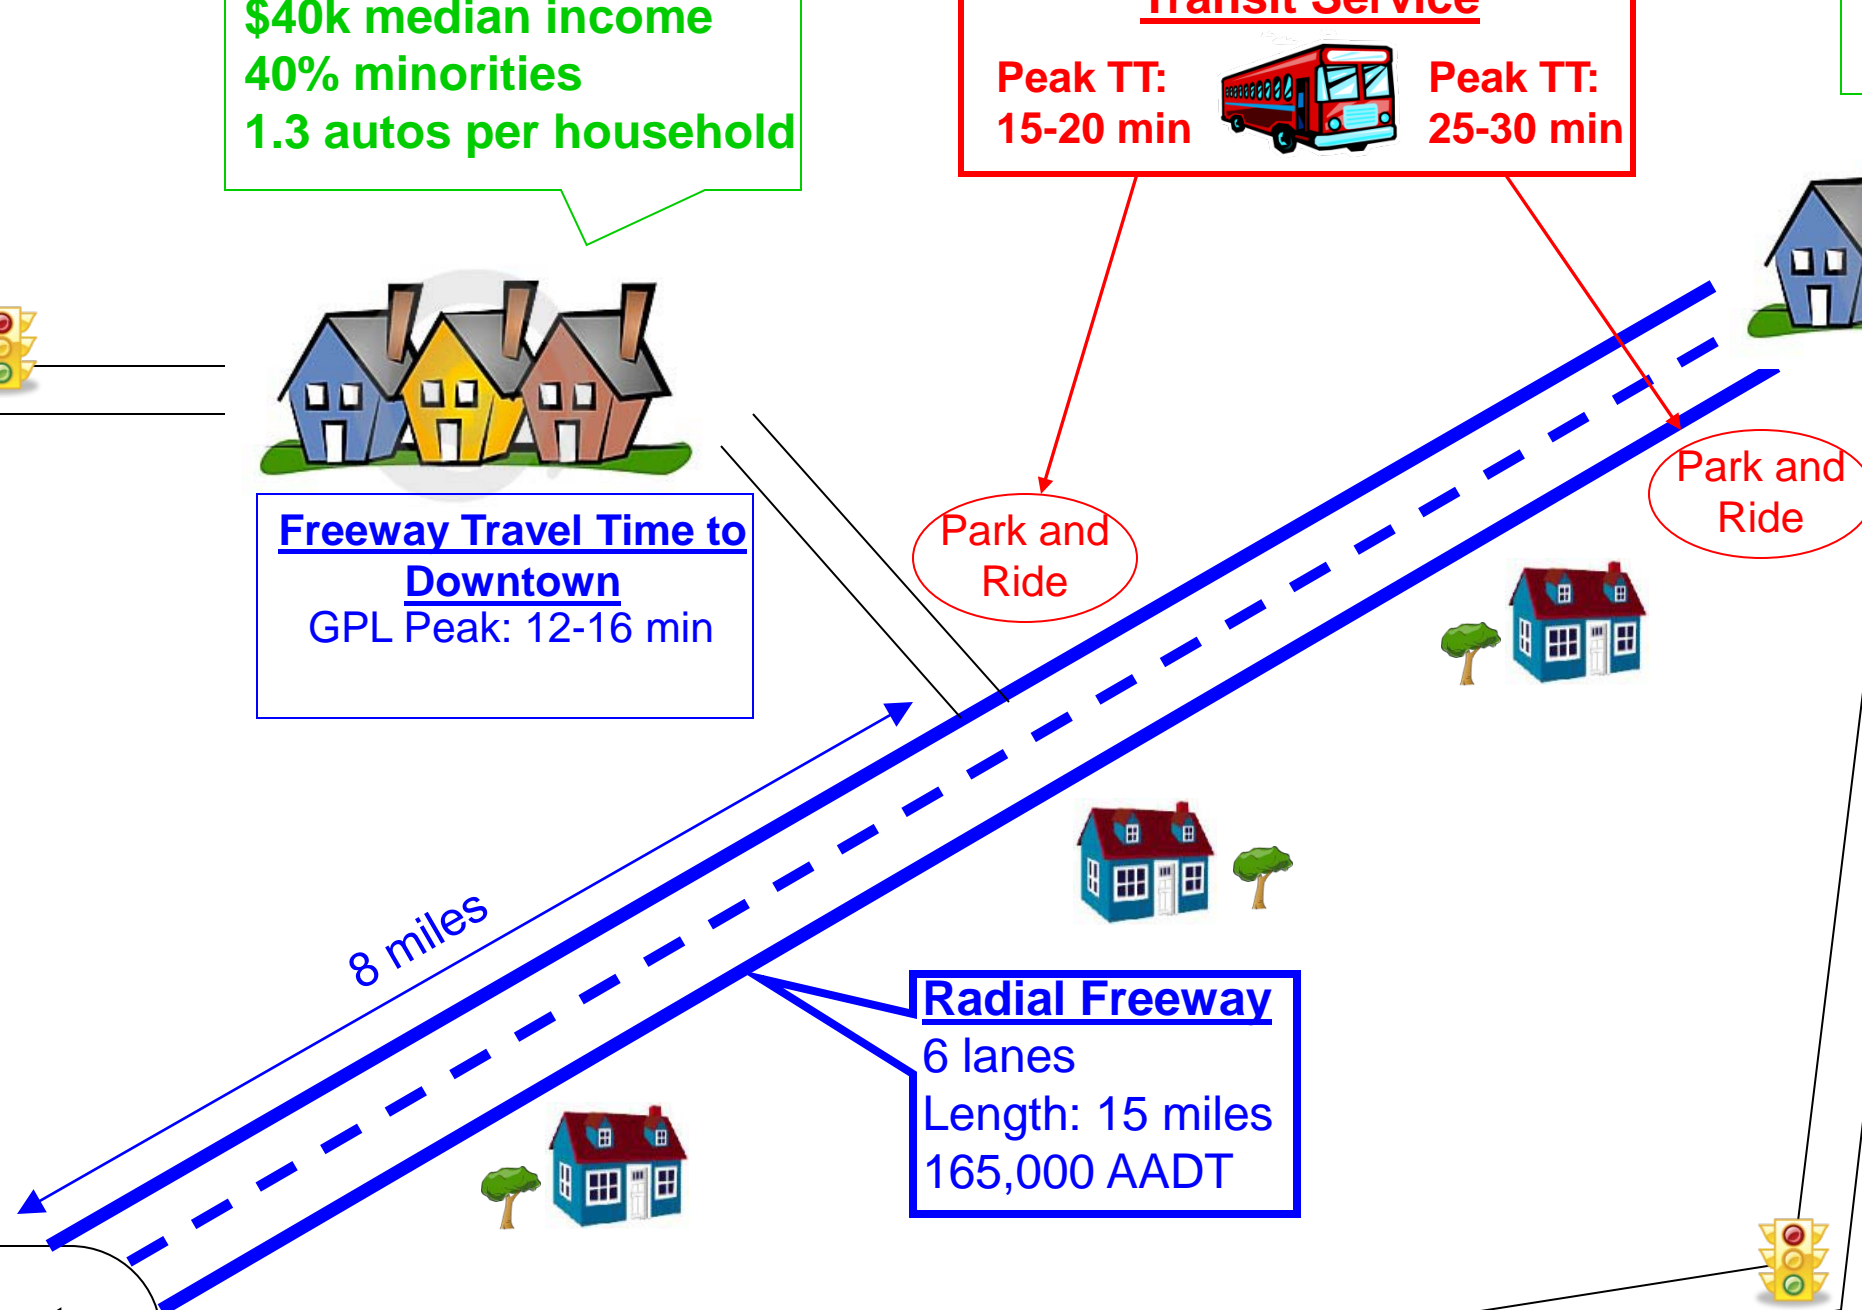 $40k median income
40% minorities
1.3 autos per household
Transit Service
Peak TT:
15-20 min
Peak TT:
25-30 min
Park and
Ride
Park and
Ride
Freeway Travel Time to
Downtown
GPL Peak: 12-16 min
8 miles
Radial Freeway
6 lanes
Length: 15 miles
165,000 AADT